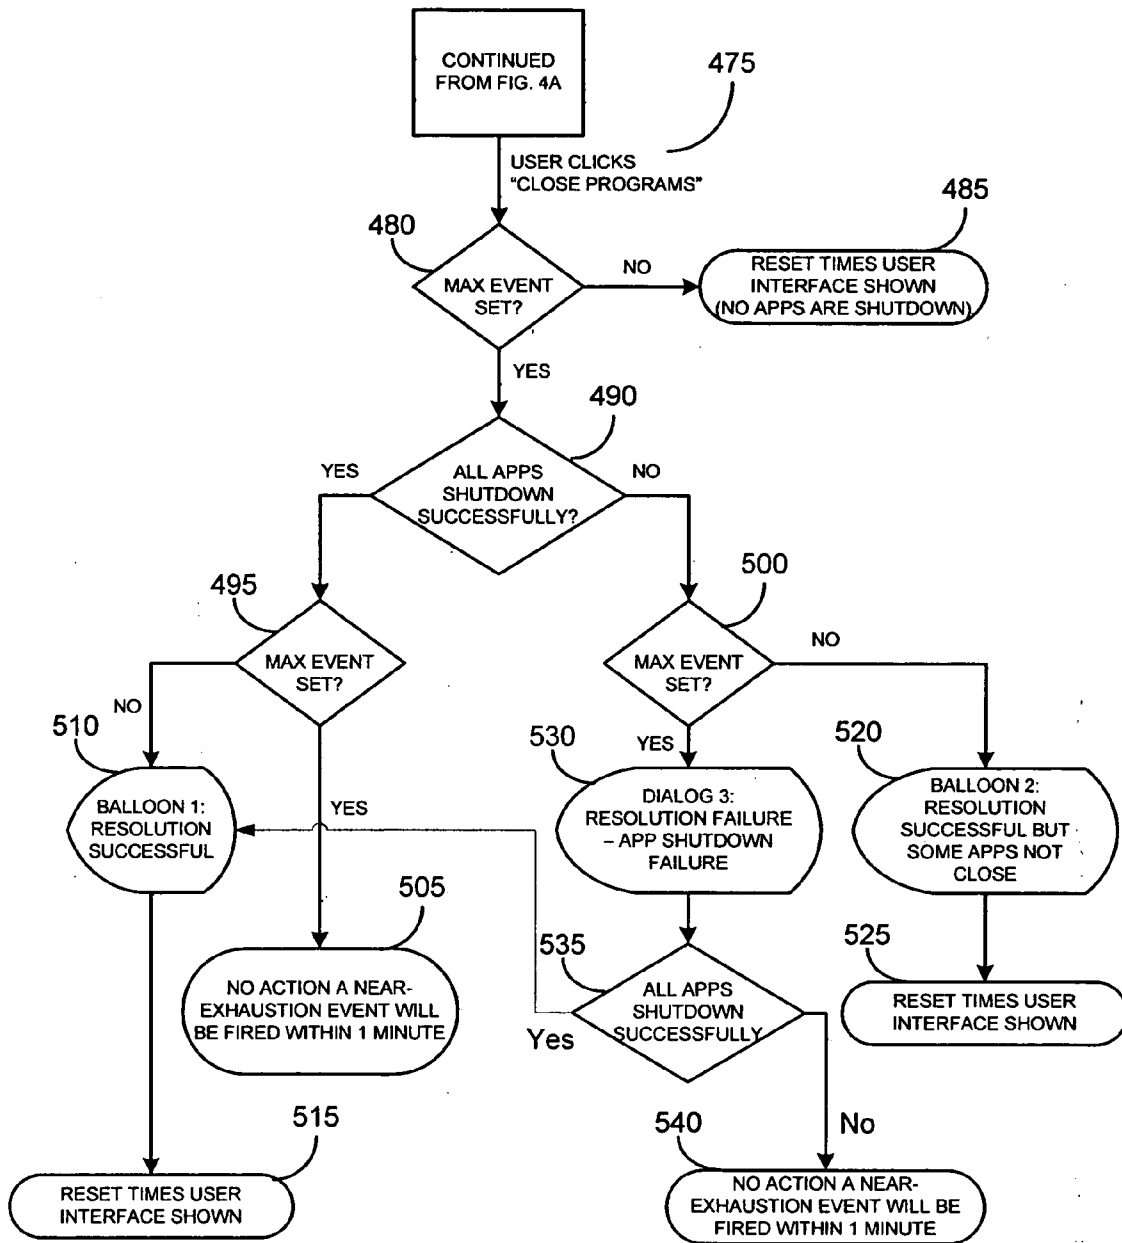 CONTINUED
FROM FIG. 4A
475
USER CLICKS
"CLOSE PROGRAMS"
480
MAX EVENT
SET?
NO
485
RESET TIMES USER
INTERFACE SHOWN
(NO APPS ARE SHUTDOWN)
YES
490
ALL APPS
SHUTDOWN
SUCCESSFULLY?
YES
NO
495
MAX EVENT
SET?
500
MAX EVENT
SET?
NO
NO
510
BALLOON 1:
RESOLUTION
SUCCESSFUL
YES
YES
530
DIALOG 3:
RESOLUTION FAILURE
– APP SHUTDOWN
FAILURE
520
BALLOON 2:
RESOLUTION
SUCCESSFUL BUT
SOME APPS NOT
CLOSE
505
NO ACTION A NEAR-
EXHAUSTION EVENT WILL
BE FIRED WITHIN 1 MINUTE
535
ALL APPS
SHUTDOWN
SUCCESSFULLY
Yes
No
525
RESET TIMES USER
INTERFACE SHOWN
515
RESET TIMES USER
INTERFACE SHOWN
540
NO ACTION A NEAR-
EXHAUSTION EVENT WILL BE
FIRED WITHIN 1 MINUTE